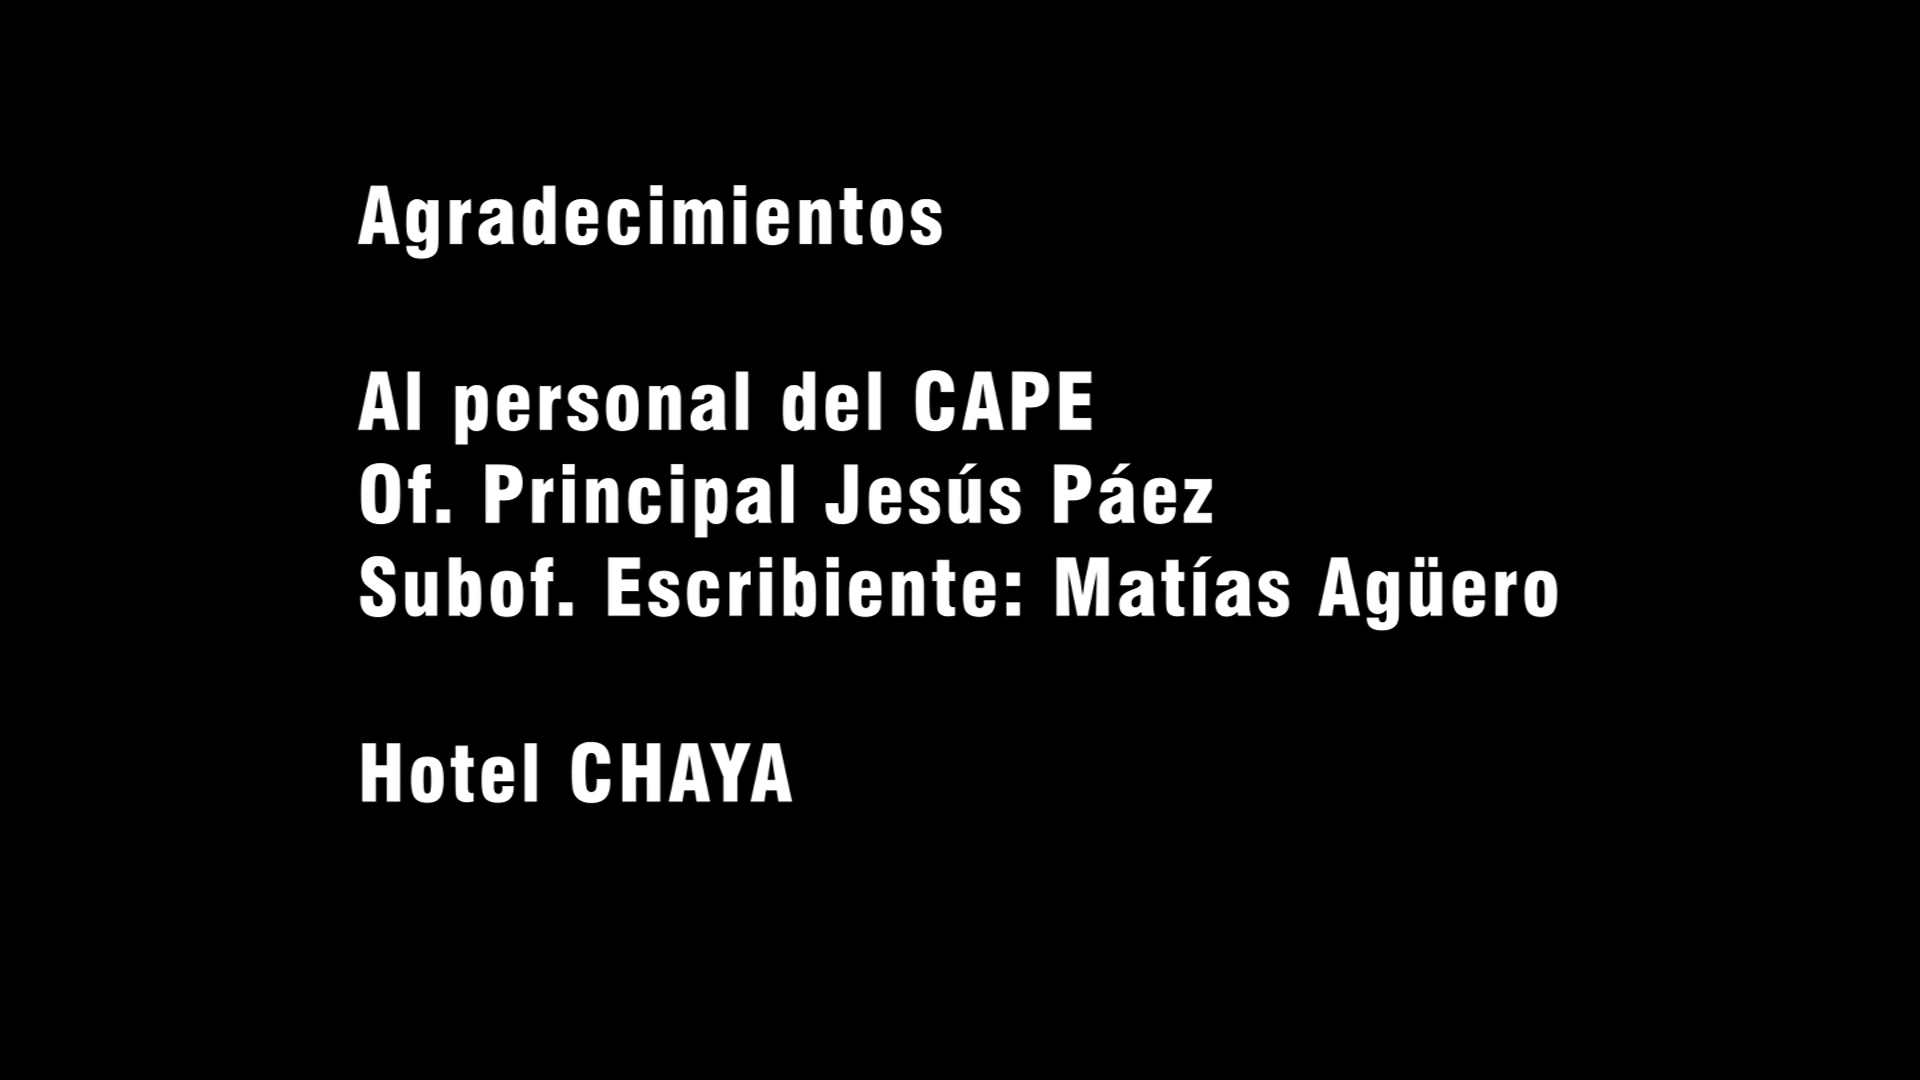 Agradecimientos
Al personal del CAPE
Of. Principal Jesús Páez
Subof. Escribiente: Matías Agüero
Hotel CHAYA